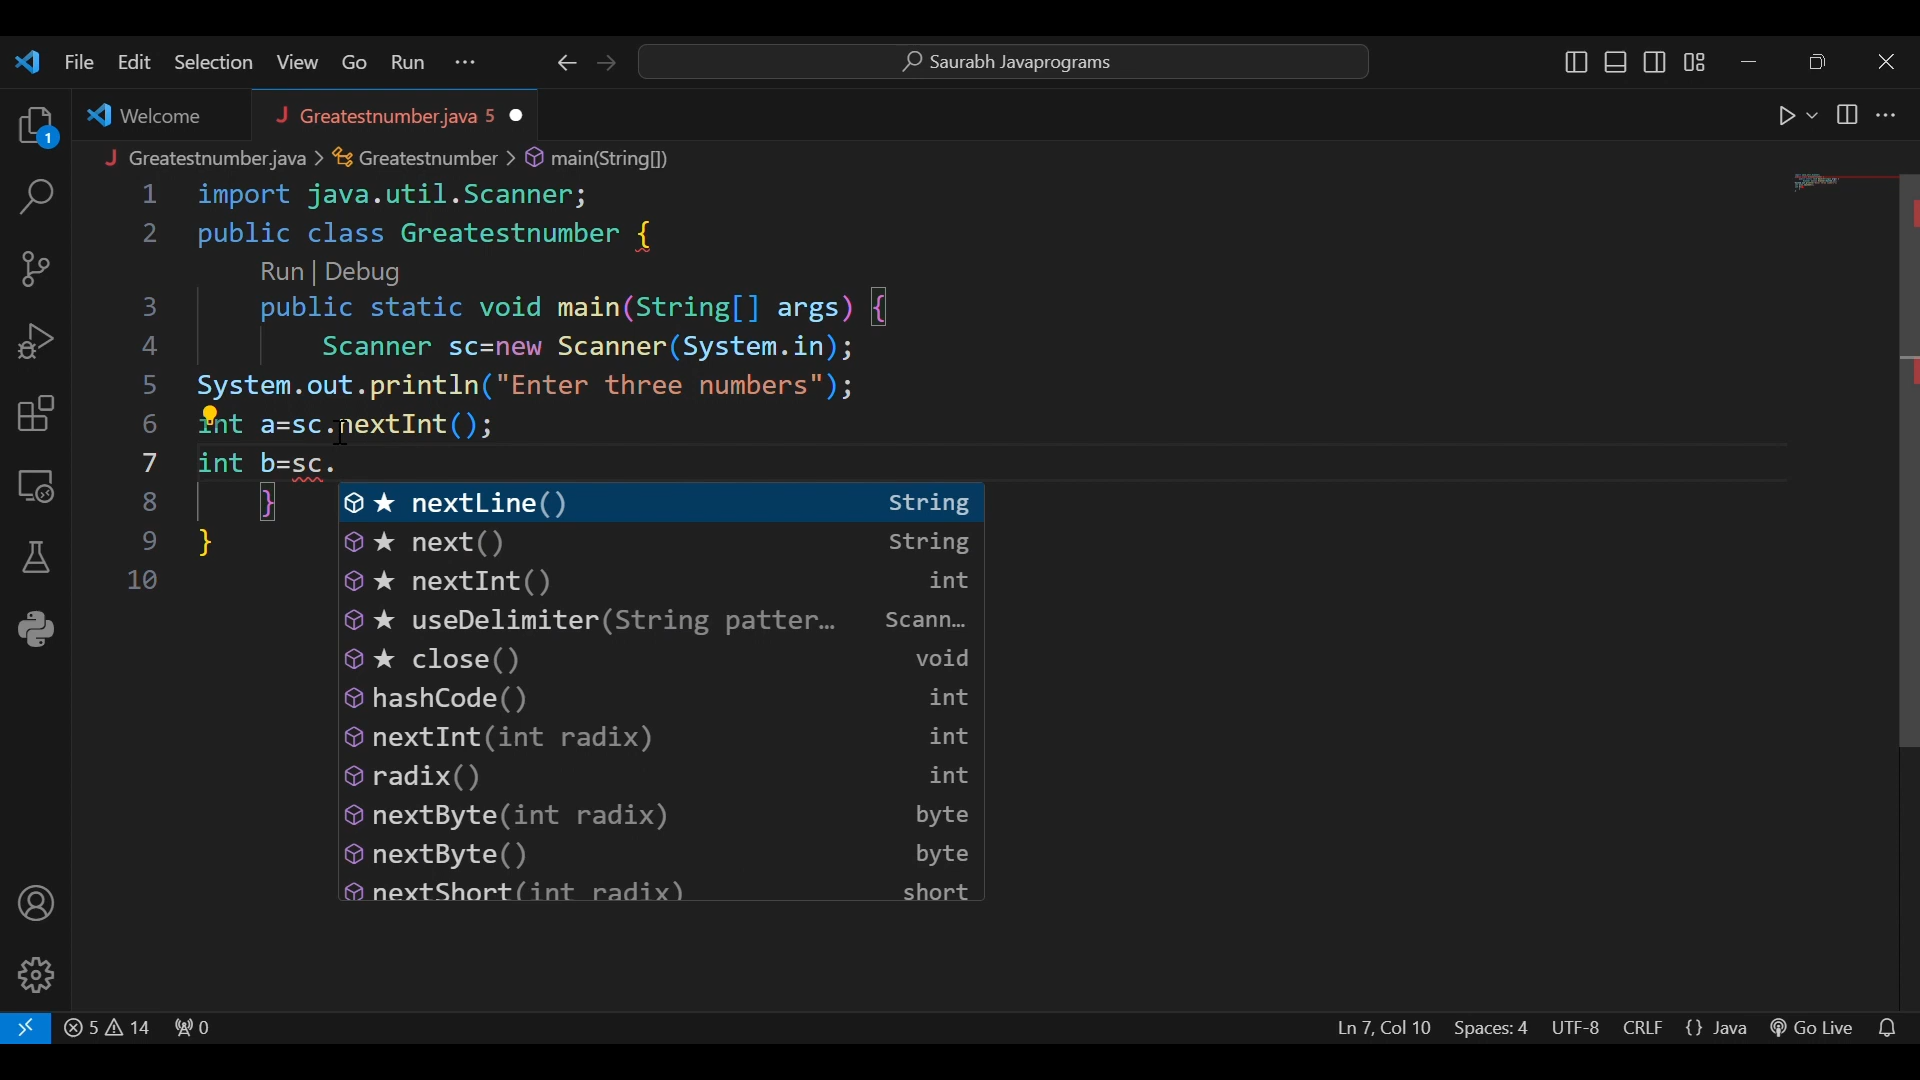 File Edit Selection View Go Run ··· Saurabh Javaprograms
1 Welcome Greatestnumber.java 5
Greatestnumber.java > Greatestnumber > main(String[])
1 import java.util.Scanner;
2 public class Greatestnumber {
Run | Debug
3 public static void main(String[] args) {
4 Scanner sc=new Scanner(System.in);
5 System.out.println("Enter three numbers");
6 int a=sc.nextInt();
7 int b=sc.
8 }
9 }
10
nextLine() String
next() String
nextInt() int
useDelimiter(String patter… Scann…
close() void
hashCode() int
nextInt(int radix) int
radix() int
nextByte(int radix) byte
nextByte() byte
nextShort(int radix) short
5 14 0 Ln 7, Col 10 Spaces: 4 UTF-8 CRLF {} Java Go Live